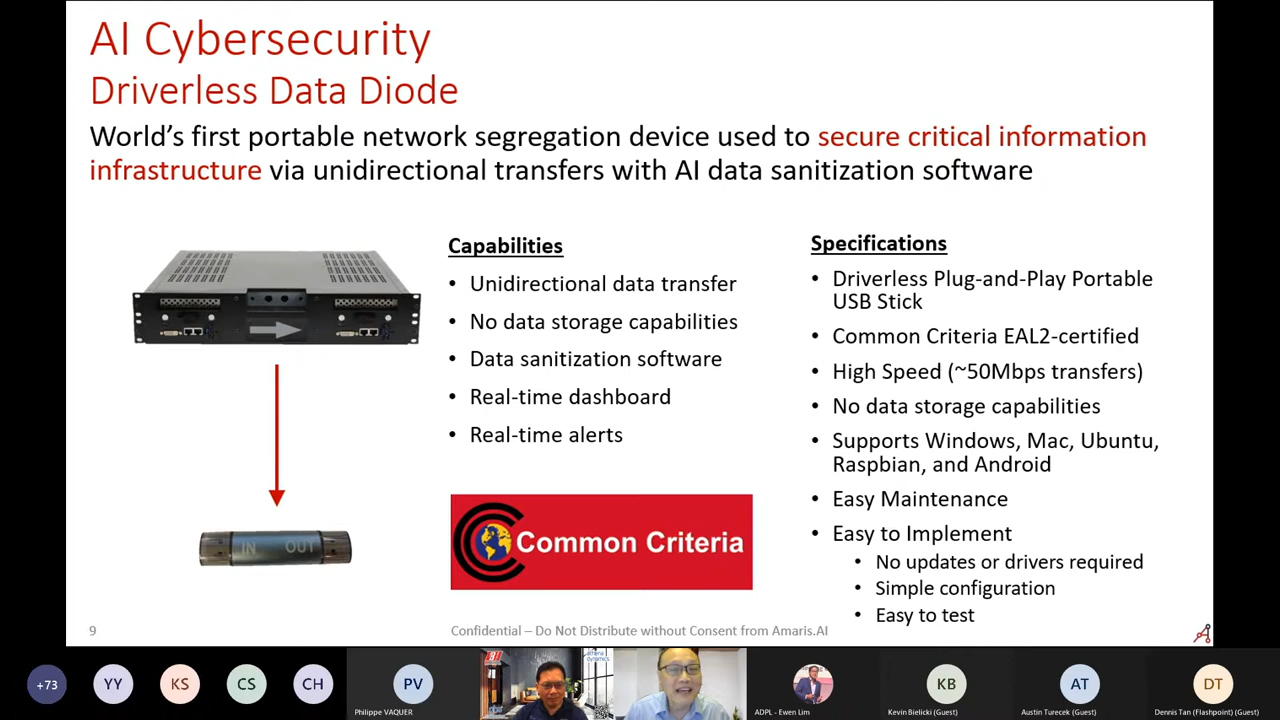 AI Cybersecurity
Driverless Data Diode
World's first portable network segregation device used to secure critical information
infrastructure via unidirectional transfers with AI data sanitization software
Capabilities
• Unidirectional data transfer
• No data storage capabilities
• Data sanitization software
• Real-time dashboard
• Real-time alerts
Common Criteria
Specifications
• Driverless Plug-and-Play Portable
USB Stick
• Common Criteria EAL2-certified
• High Speed (~50Mbps transfers)
• No data storage capabilities
• Supports Windows, Mac, Ubuntu,
Raspbian, and Android
• Easy Maintenance
• Easy to Implement
• No updates or drivers required
• Simple configuration
• Easy to test
IN OUT
9
Confidential – Do Not Distribute without Consent from Amaris.AI
+73
YY
KS
CS
CH
PV
Philippe VAQUER
athena
dynamics
ADPL - Ewen Lim
KB
Kevin Bielicki (Guest)
AT
Austin Turecek (Guest)
DT
Dennis Tan (Flashpoint) (Guest)